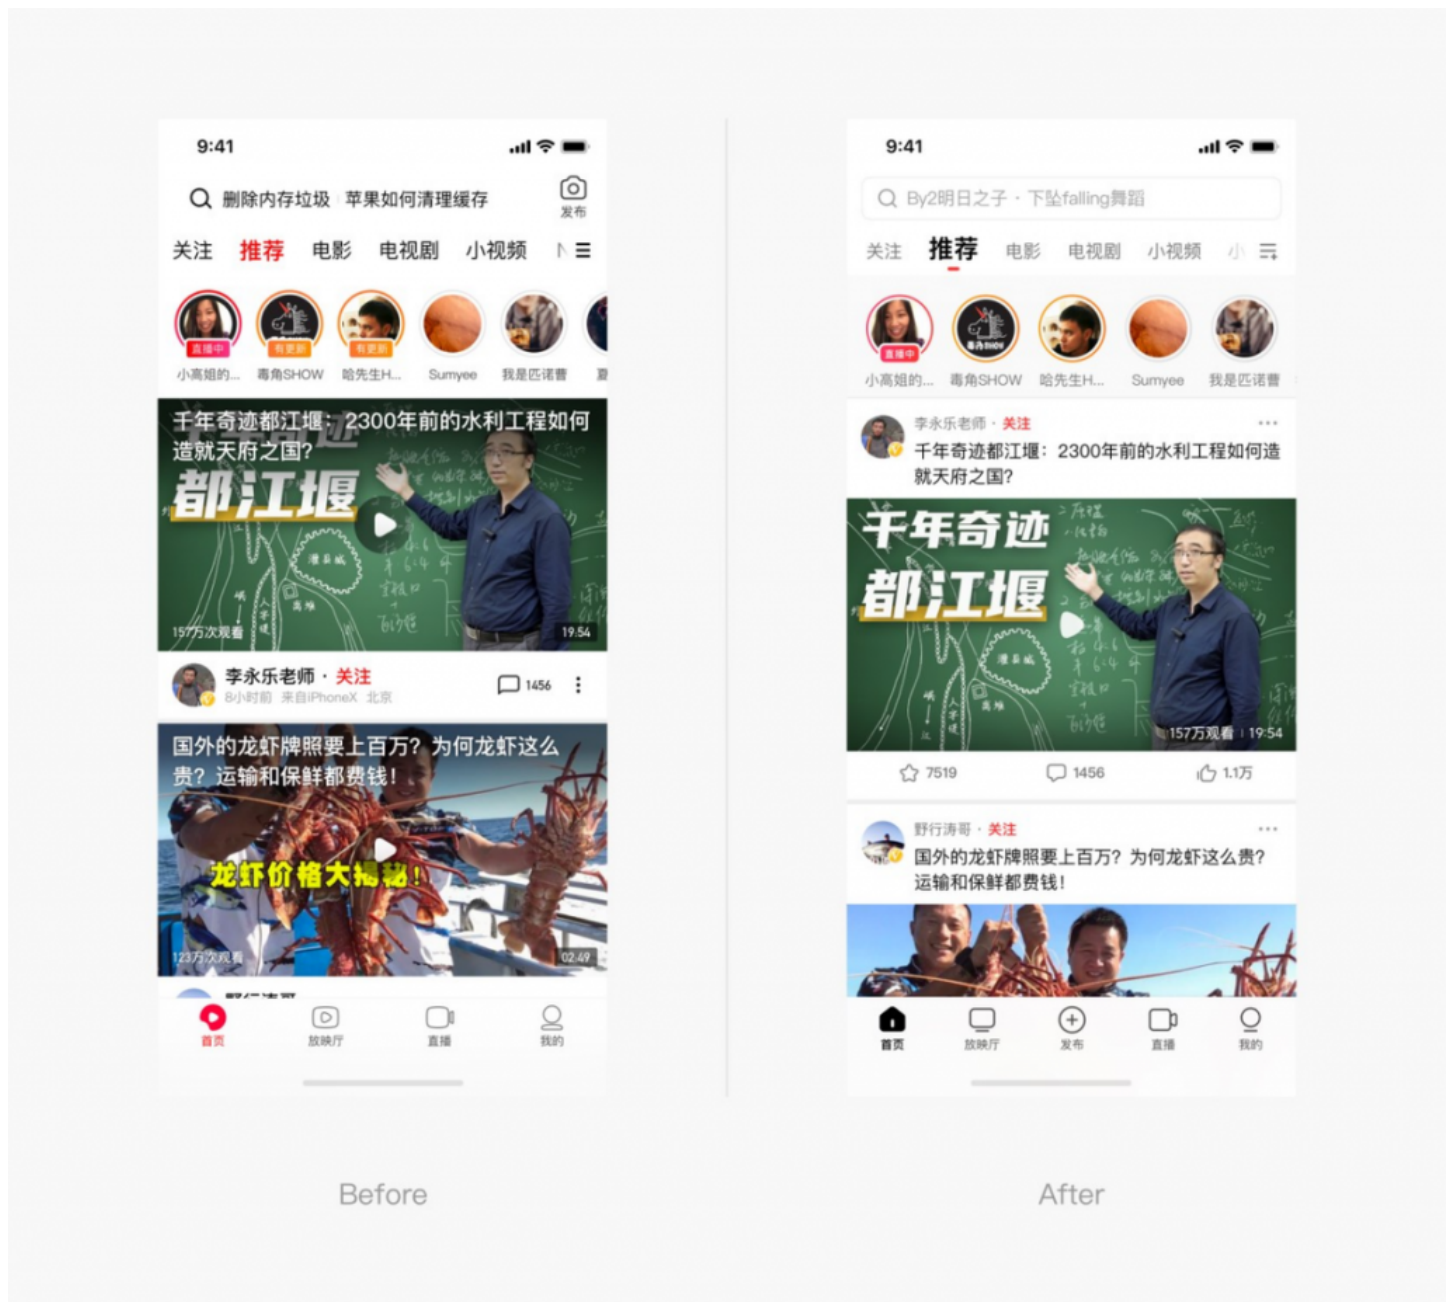 9:41
删除内存垃圾 苹果如何清理缓存
发布
关注 推荐 电影 电视剧 小视频
直播中 有更新 有更新
小高姐的... 毒角SHOW 哈先生H... Sumyee 我是匹诺曹 夏
千年奇迹都江堰：2300年前的水利工程如何
造就天府之国？
都江堰
灌县城
157万次观看 19:54
李永乐老师 · 关注
8小时前 来自iPhoneX 北京
1456
国外的龙虾牌照要上百万？为何龙虾这么
贵？运输和保鲜都费钱！
龙虾价格大揭秘！
123万次观看 02:49
野行涛哥
首页 放映厅 直播 我的
Before
9:41
By2明日之子 · 下坠falling舞蹈
关注 推荐 电影 电视剧 小视频 小
直播中
小高姐的... 毒角SHOW 哈先生H... Sumyee 我是匹诺曹
李永乐老师 · 关注
千年奇迹都江堰：2300年前的水利工程如何造
就天府之国？
千年奇迹
都江堰
灌县城
157万观看 19:54
7519 1456 1.1万
野行涛哥 · 关注
国外的龙虾牌照要上百万？为何龙虾这么贵？
运输和保鲜都费钱！
首页 放映厅 发布 直播 我的
After